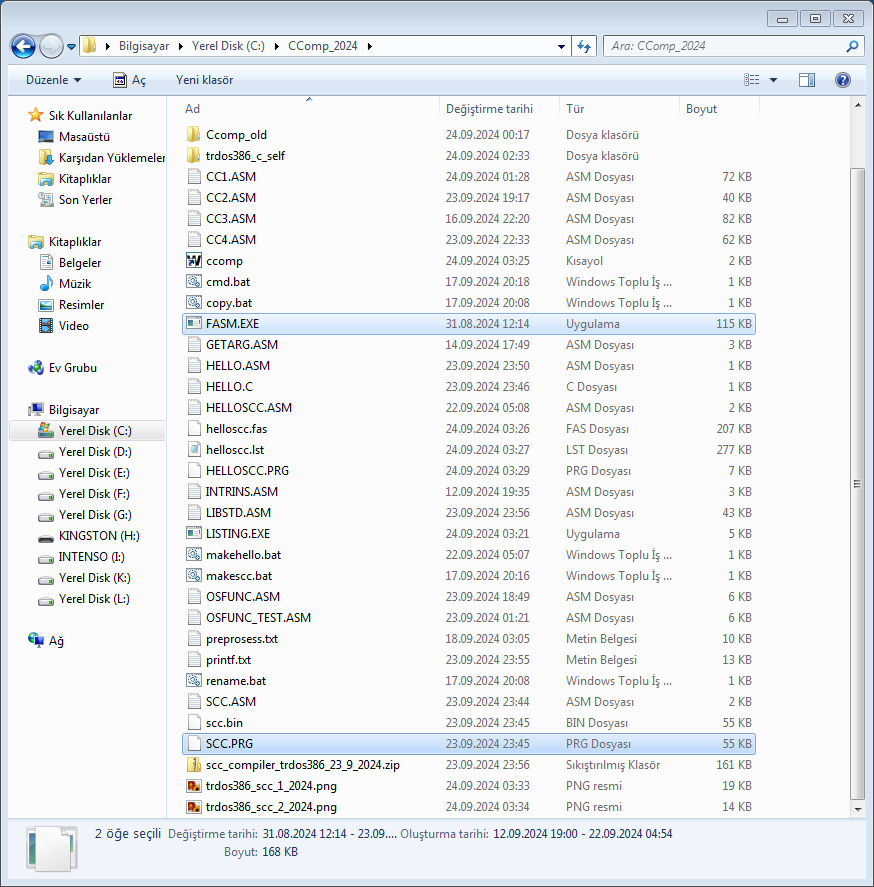 Bilgisayar Yerel Disk (C:) CComp_2024
Ara: CComp_2024
Düzenle Aç Yeni klasör
Sık Kullanılanlar
Masaüstü
Karşıdan Yüklemeler
Kitaplıklar
Son Yerler
Kitaplıklar
Belgeler
Müzik
Resimler
Video
Ev Grubu
Bilgisayar
Yerel Disk (C:)
Yerel Disk (D:)
Yerel Disk (E:)
Yerel Disk (F:)
Yerel Disk (G:)
KINGSTON (H:)
INTENSO (I:)
Yerel Disk (K:)
Yerel Disk (L:)
Ağ
Ad Değiştirme tarihi Tür Boyut
Ccomp_old 24.09.2024 00:17 Dosya klasörü
trdos386_c_self 24.09.2024 02:33 Dosya klasörü
CC1.ASM 24.09.2024 01:28 ASM Dosyası 72 KB
CC2.ASM 23.09.2024 19:17 ASM Dosyası 40 KB
CC3.ASM 16.09.2024 22:20 ASM Dosyası 82 KB
CC4.ASM 23.09.2024 22:33 ASM Dosyası 62 KB
ccomp 24.09.2024 03:25 Kısayol 2 KB
cmd.bat 17.09.2024 20:18 Windows Toplu İş ... 1 KB
copy.bat 17.09.2024 20:08 Windows Toplu İş ... 1 KB
FASM.EXE 31.08.2024 12:14 Uygulama 115 KB
GETARG.ASM 14.09.2024 17:49 ASM Dosyası 3 KB
HELLO.ASM 23.09.2024 23:50 ASM Dosyası 1 KB
HELLO.C 23.09.2024 23:46 C Dosyası 1 KB
HELLOSCC.ASM 22.09.2024 05:08 ASM Dosyası 2 KB
helloscc.fas 24.09.2024 03:26 FAS Dosyası 207 KB
helloscc.lst 24.09.2024 03:27 LST Dosyası 277 KB
HELLOSCC.PRG 24.09.2024 03:29 PRG Dosyası 7 KB
INTRINS.ASM 12.09.2024 19:35 ASM Dosyası 3 KB
LIBSTD.ASM 23.09.2024 23:56 ASM Dosyası 43 KB
LISTING.EXE 24.09.2024 03:21 Uygulama 5 KB
makehello.bat 22.09.2024 05:07 Windows Toplu İş ... 1 KB
makescc.bat 17.09.2024 20:16 Windows Toplu İş ... 1 KB
OSFUNC.ASM 23.09.2024 18:49 ASM Dosyası 6 KB
OSFUNC_TEST.ASM 23.09.2024 01:21 ASM Dosyası 6 KB
preprosess.txt 18.09.2024 03:05 Metin Belgesi 10 KB
printf.txt 23.09.2024 23:55 Metin Belgesi 13 KB
rename.bat 17.09.2024 20:08 Windows Toplu İş ... 1 KB
SCC.ASM 23.09.2024 23:44 ASM Dosyası 2 KB
scc.bin 23.09.2024 23:45 BIN Dosyası 55 KB
SCC.PRG 23.09.2024 23:45 PRG Dosyası 55 KB
scc_compiler_trdos386_23_9_2024.zip 23.09.2024 23:56 Sıkıştırılmış Klasör 161 KB
trdos386_scc_1_2024.png 24.09.2024 03:33 PNG resmi 19 KB
trdos386_scc_2_2024.png 24.09.2024 03:34 PNG resmi 14 KB
2 öğe seçili Değiştirme tarihi: 31.08.2024 12:14 - 23.09.... Oluşturma tarihi: 12.09.2024 19:00 - 22.09.2024 04:54
Boyut: 168 KB